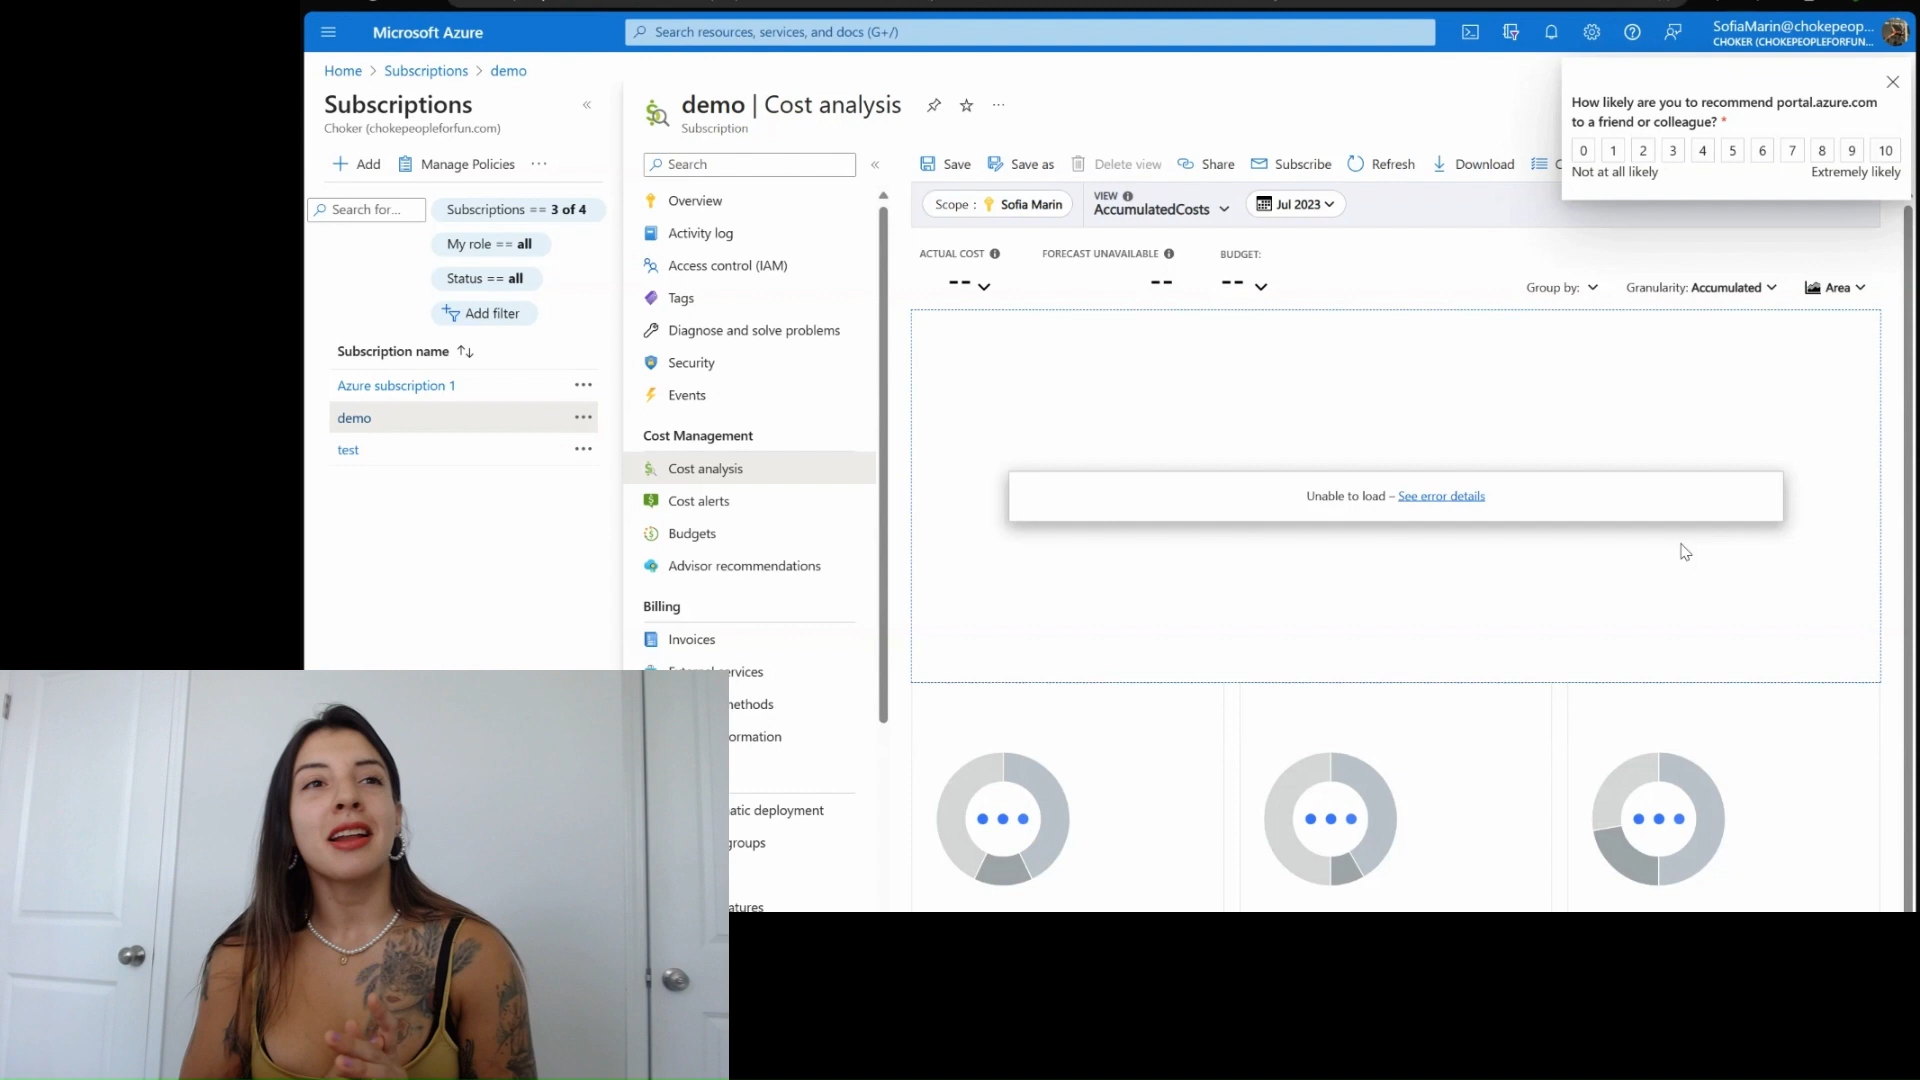 Microsoft Azure
Search resources, services, and docs (G+/)
SofiaMarin@chokepeop...
CHOKER (CHOKEPEOPLEFORFUN...
Home > Subscriptions > demo
Subscriptions
Choker (chokepeopleforfun.com)
Add
Manage Policies
Search for...
Subscriptions == 3 of 4
My role == all
Status == all
Add filter
Subscription name
Azure subscription 1
demo
test
demo | Cost analysis
Subscription
Search
Overview
Activity log
Access control (IAM)
Tags
Diagnose and solve problems
Security
Events
Cost Management
Cost analysis
Cost alerts
Budgets
Advisor recommendations
Billing
Invoices
ervices
ethods
ormation
atic deployment
groups
atures
Save
Save as
Delete view
Share
Subscribe
Refresh
Download
Scope : Sofia Marin
VIEW
AccumulatedCosts
Jul 2023
ACTUAL COST
--
FORECAST UNAVAILABLE
--
BUDGET:
--
Group by:
Granularity: Accumulated
Area
Unable to load – See error details
How likely are you to recommend portal.azure.com
to a friend or colleague? *
0 1 2 3 4 5 6 7 8 9 10
Not at all likely
Extremely likely